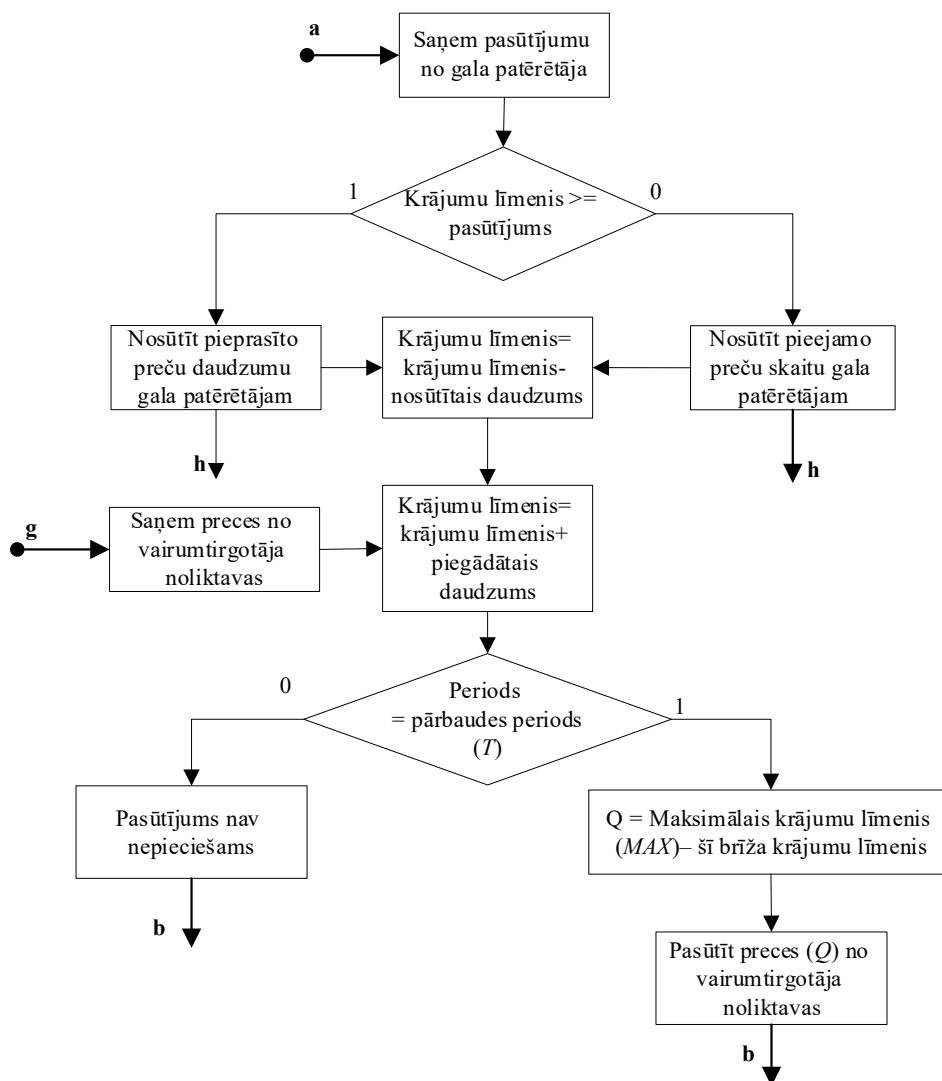 a
Saņem pasūtījumu
no gala patērētāja
1
0
Krājumu līmenis >=
pasūtījums
Nosūtīt pieprasīto
preču daudzumu
gala patērētājam
Krājumu līmenis=
krājumu līmenis-
nosūtītais daudzums
Nosūtīt pieejamo
preču skaitu gala
patērētājam
h
h
g
Saņem preces no
vairumtirgotāja
noliktavas
Krājumu līmenis=
krājumu līmenis+
piegādātais
daudzums
0
1
Periods
= pārbaudes periods
(T)
Pasūtījums nav
nepieciešams
Q = Maksimālais krājumu līmenis
(MAX)– šī brīža krājumu līmenis
b
Pasūtīt preces (Q) no
vairumtirgotāja
noliktavas
b